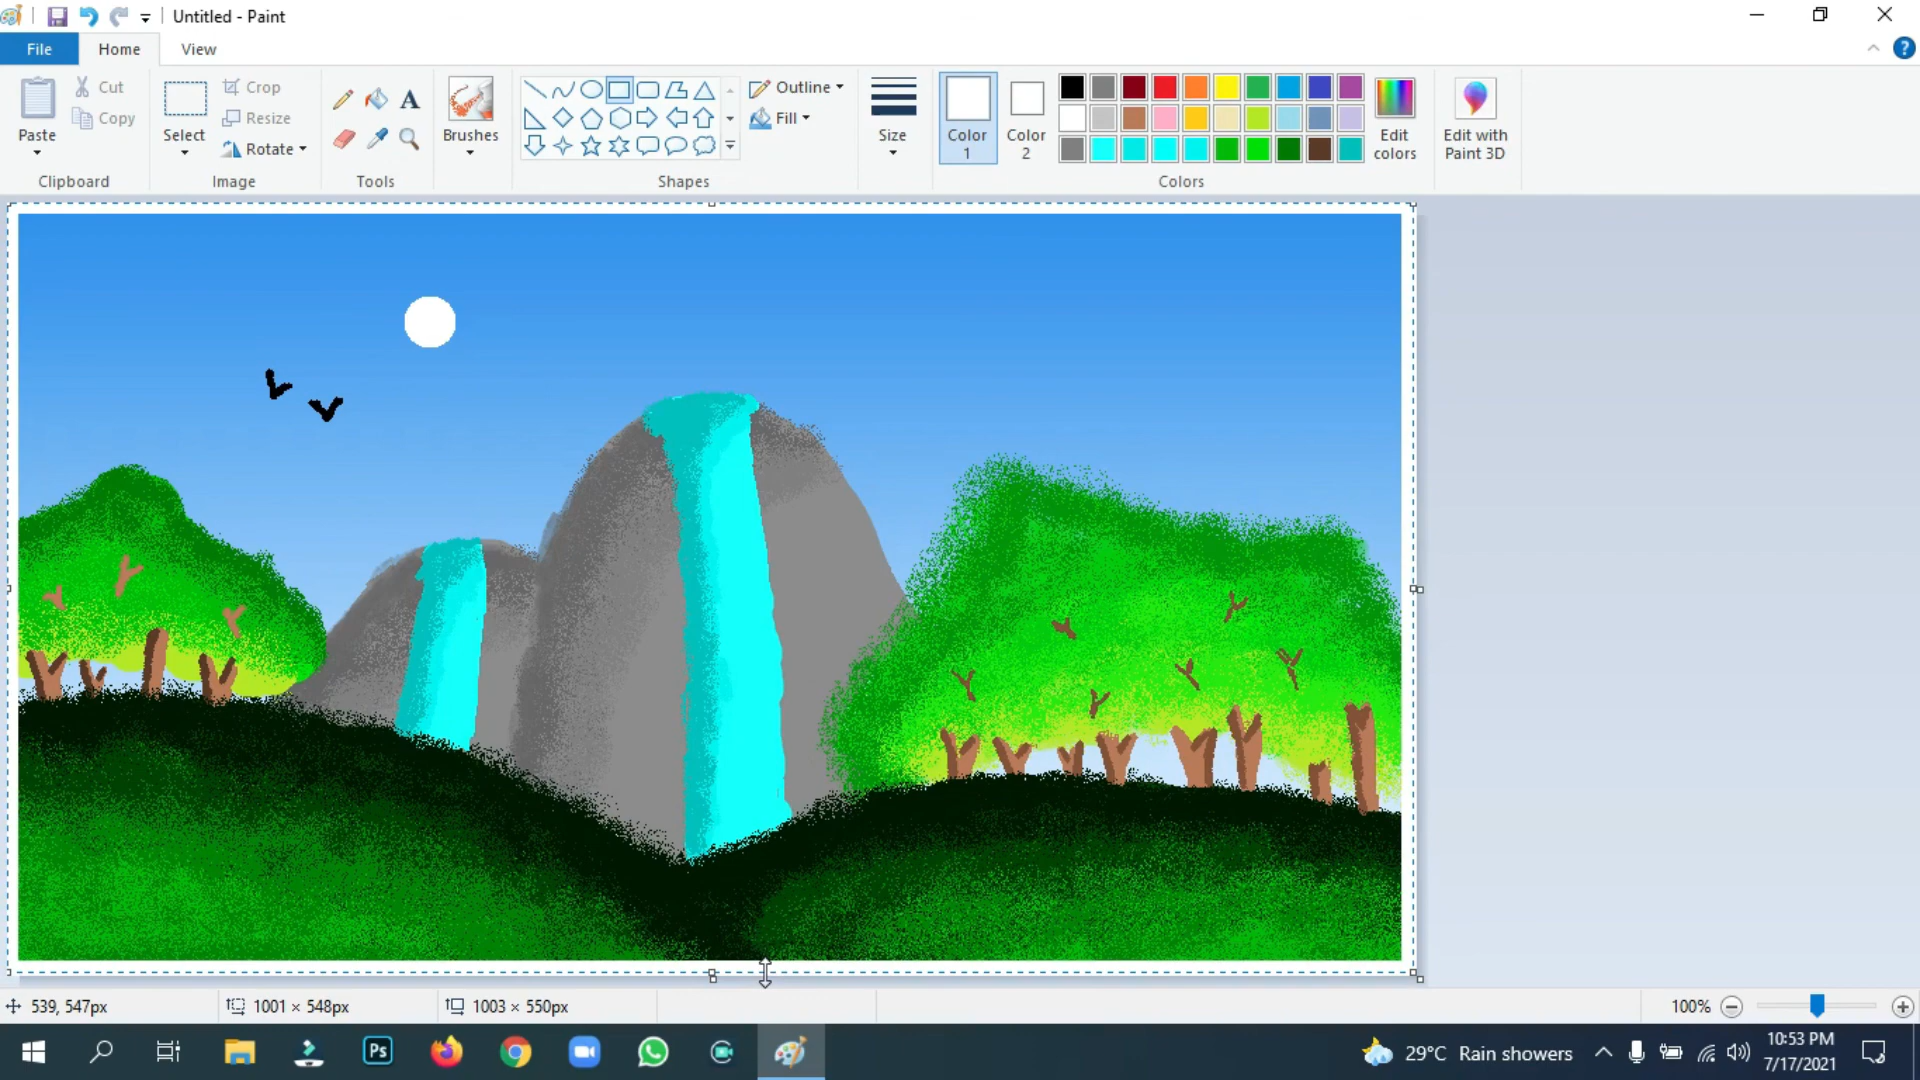 Untitled - Paint
File Home View
Paste
Cut
Copy
Clipboard
Select
Crop
Resize
Rotate
Image
A
Tools
Brushes
Outline
Fill
Shapes
Size
Color
1
Color
2
Edit
colors
Colors
Edit with
Paint 3D
539, 547px 1001 × 548px 1003 × 550px 100%
Ps
29°C Rain showers
10:53 PM
7/17/2021